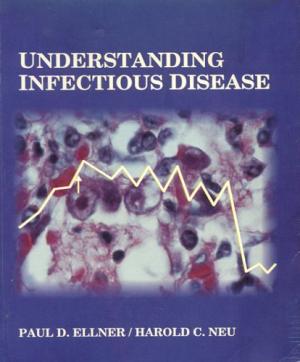 UNDERSTANDING
INFECTIOUS DISEASE
PAUL D. ELLNER / HAROLD C. NEU